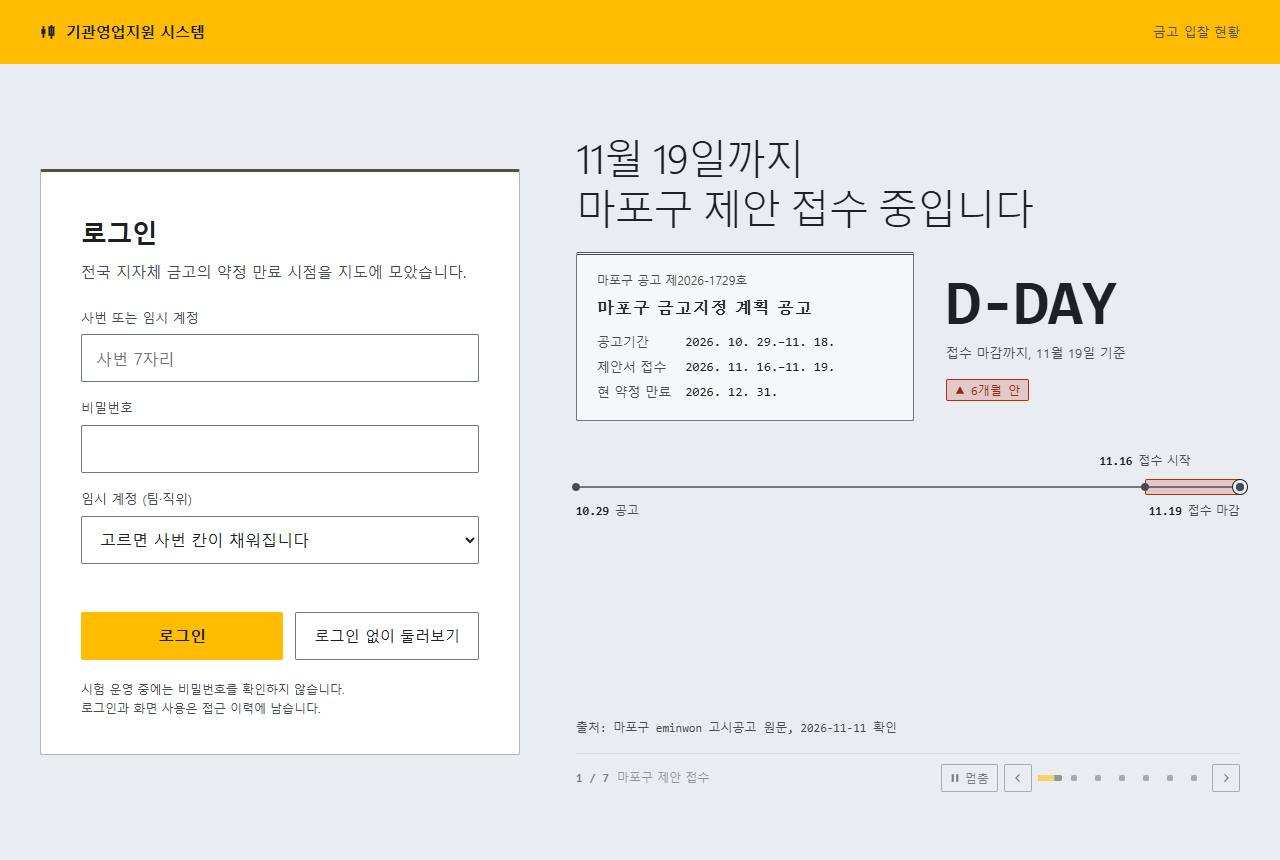 기관영업지원 시스템
금고 입찰 현황
로그인
전국 지자체 금고의 약정 만료 시점을 지도에 모았습니다.
사번 또는 임시 계정
사번 7자리
비밀번호
임시 계정 (팀·직위)
고르면 사번 칸이 채워집니다
로그인
로그인 없이 둘러보기
시험 운영 중에는 비밀번호를 확인하지 않습니다.
로그인과 화면 사용은 접근 이력에 남습니다.
11월 19일까지
마포구 제안 접수 중입니다
마포구 공고 제2026-1729호
마포구 금고지정 계획 공고
공고기간 2026. 10. 29.–11. 18.
제안서 접수 2026. 11. 16.–11. 19.
현 약정 만료 2026. 12. 31.
D-DAY
접수 마감까지, 11월 19일 기준
▲ 6개월 안
11.16 접수 시작
10.29 공고
11.19 접수 마감
출처: 마포구 eminwon 고시공고 원문, 2026-11-11 확인
1 / 7 마포구 제안 접수
멈춤